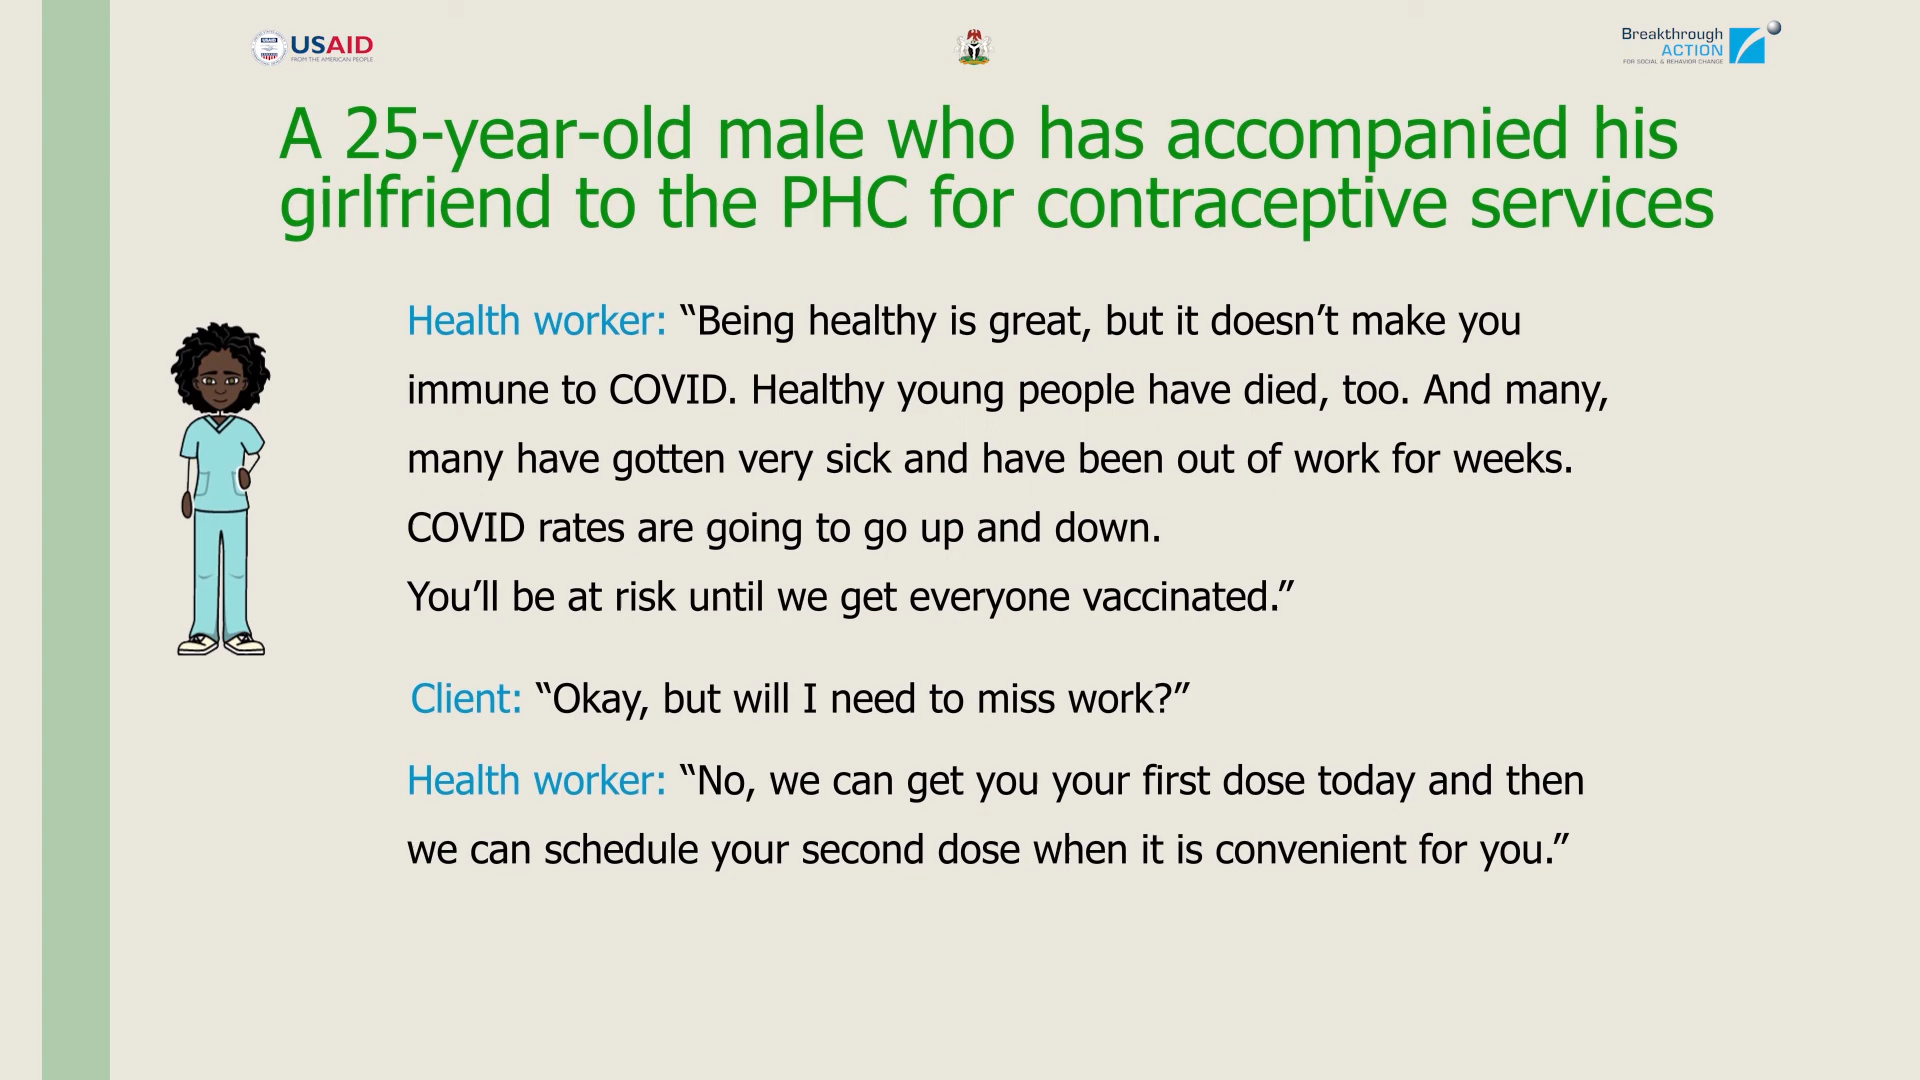 USAID
FROM THE AMERICAN PEOPLE
Breakthrough
ACTION
FOR SOCIAL & BEHAVIOR CHANGE
A 25-year-old male who has accompanied his
girlfriend to the PHC for contraceptive services
Health worker: “Being healthy is great, but it doesn’t make you
immune to COVID. Healthy young people have died, too. And many,
many have gotten very sick and have been out of work for weeks.
COVID rates are going to go up and down.
You’ll be at risk until we get everyone vaccinated.”
Client: “Okay, but will I need to miss work?”
Health worker: “No, we can get you your first dose today and then
we can schedule your second dose when it is convenient for you.”